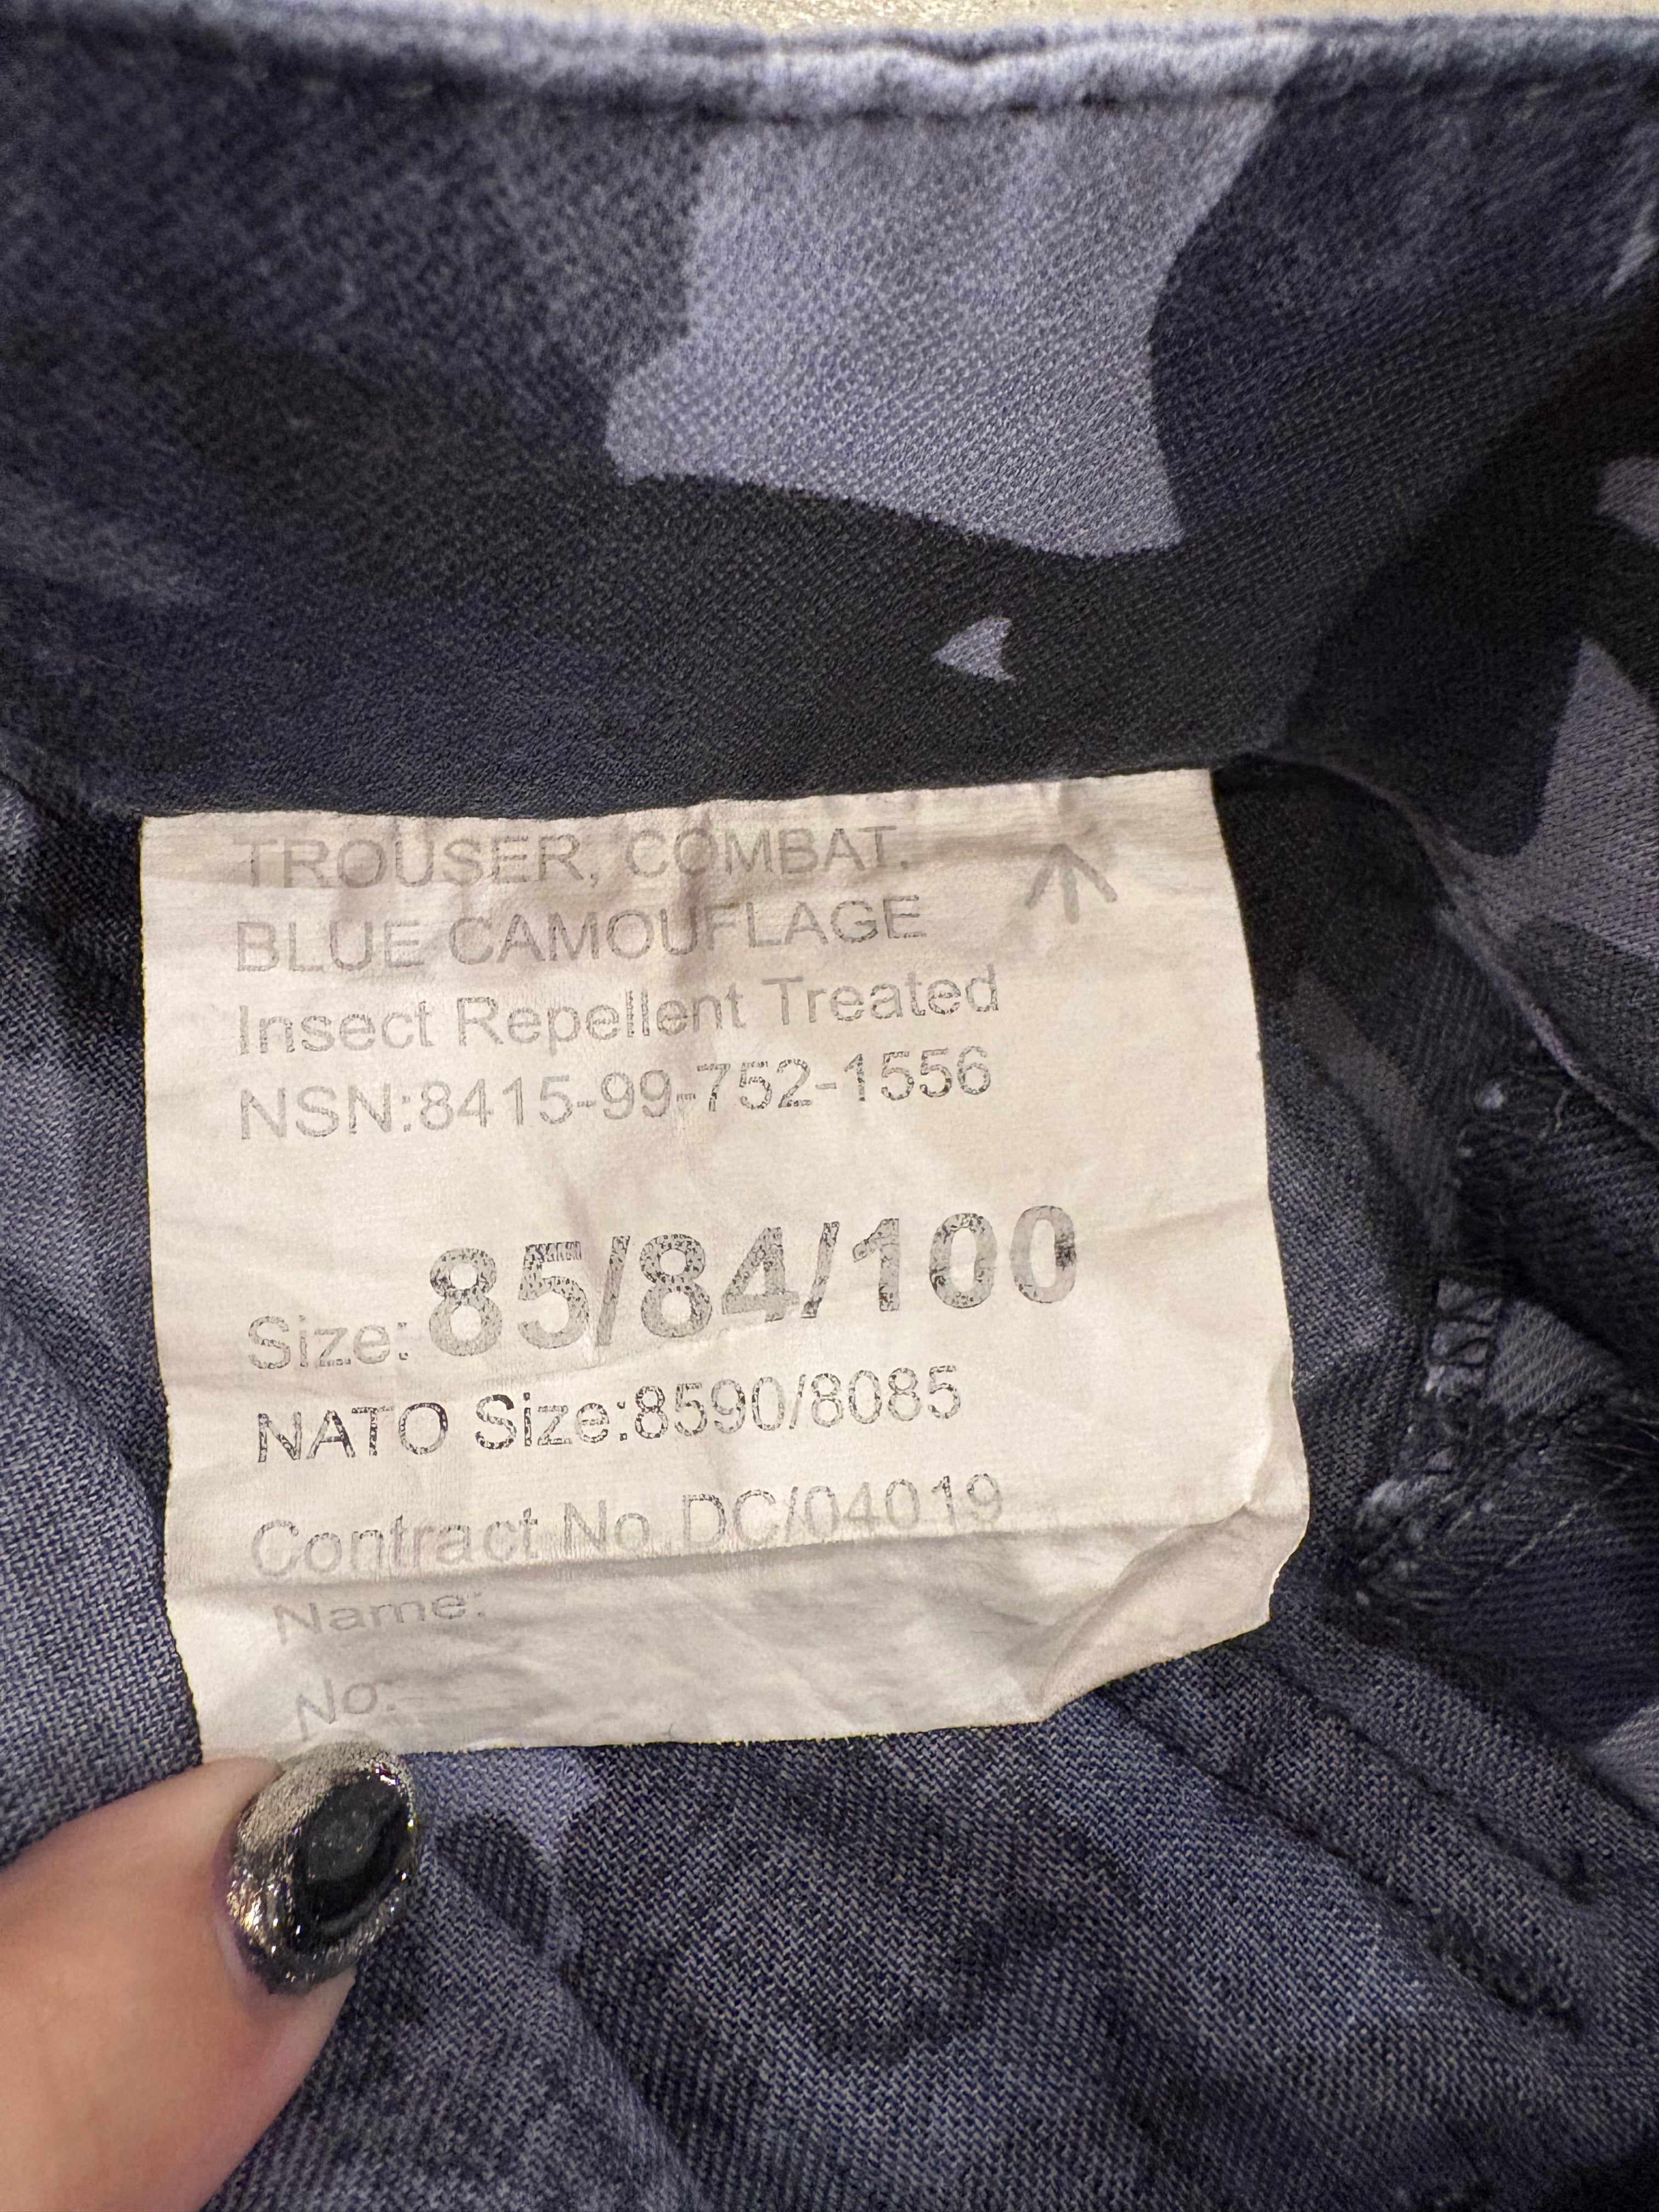 TROUSER, COMBAT.
BLUE CAMOUFLAGE
Insect Repellent Treated
NSN:8415-99-752-1556
Size: 85/84/100
NATO Size:8590/8085
Contract No.DC/04019
Name:
No: